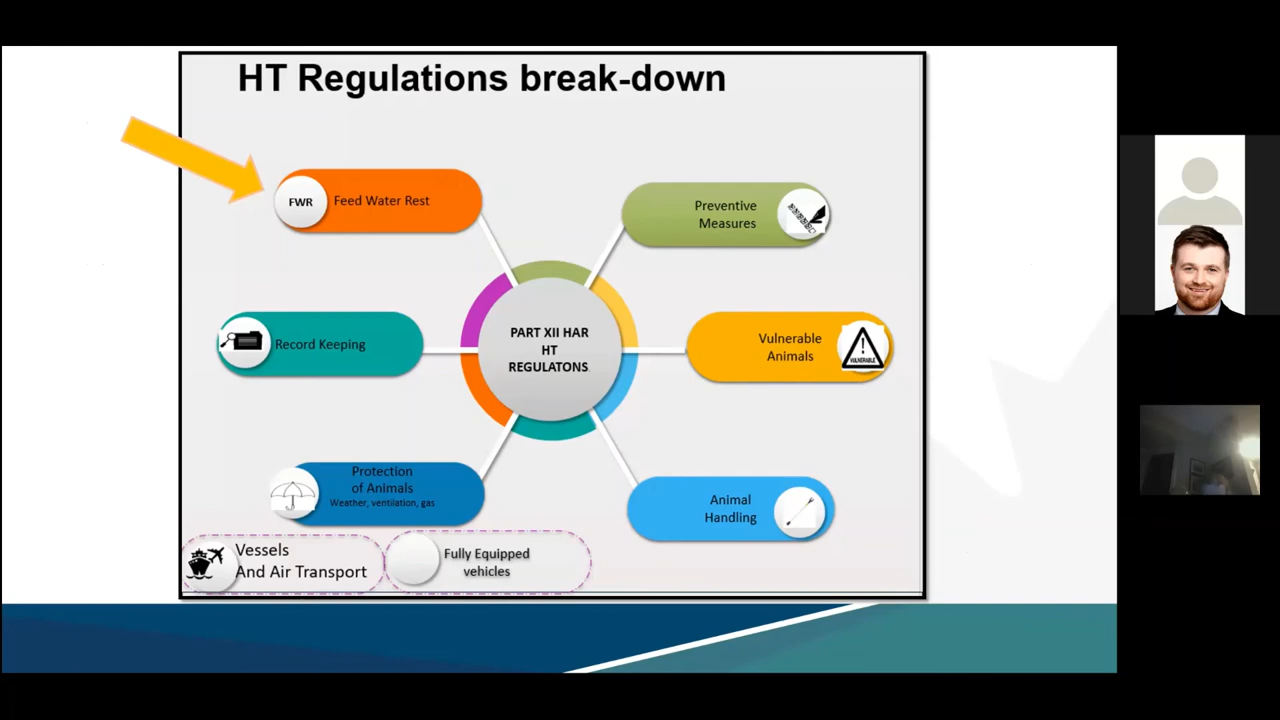 HT Regulations break-down
FWR
Feed Water Rest
Preventive
Measures
Record Keeping
PART XII HAR
HT
REGULATONS
Vulnerable
Animals
VULNERABLE
Protection
of Animals
Weather, ventilation, gas
Animal
Handling
Vessels
And Air Transport
Fully Equipped
vehicles